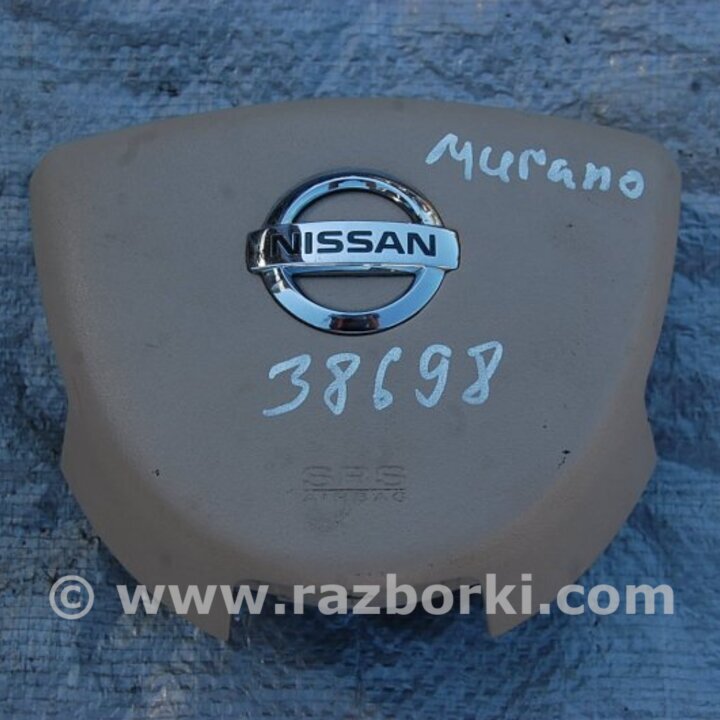 Murano
NISSAN
38698
SRS
AIRBAG
© www.razborki.com